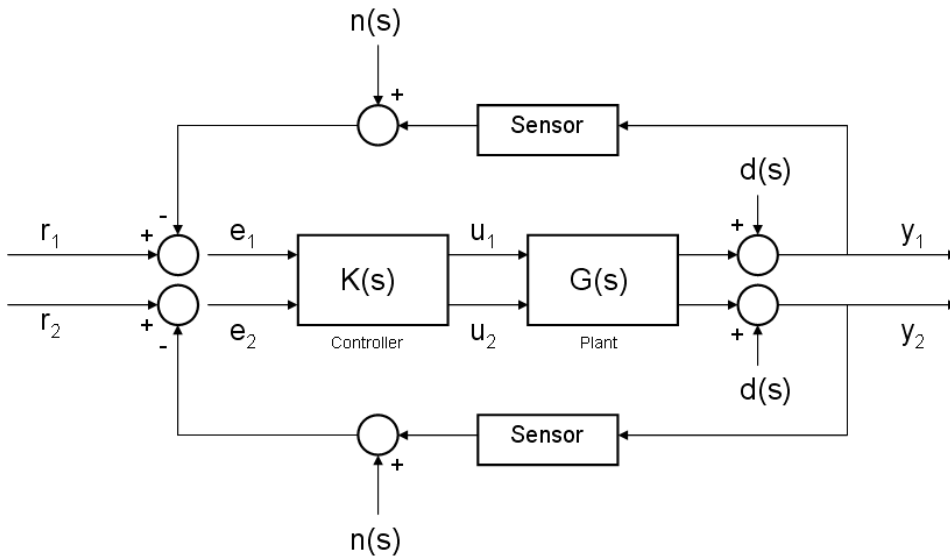 n(s)
+
Sensor
d(s)
-
+
r₁
+
e₁
K(s)
u₁
G(s)
y₁
r₂
+
-
e₂
Controller
u₂
Plant
+
y₂
d(s)
Sensor
+
n(s)